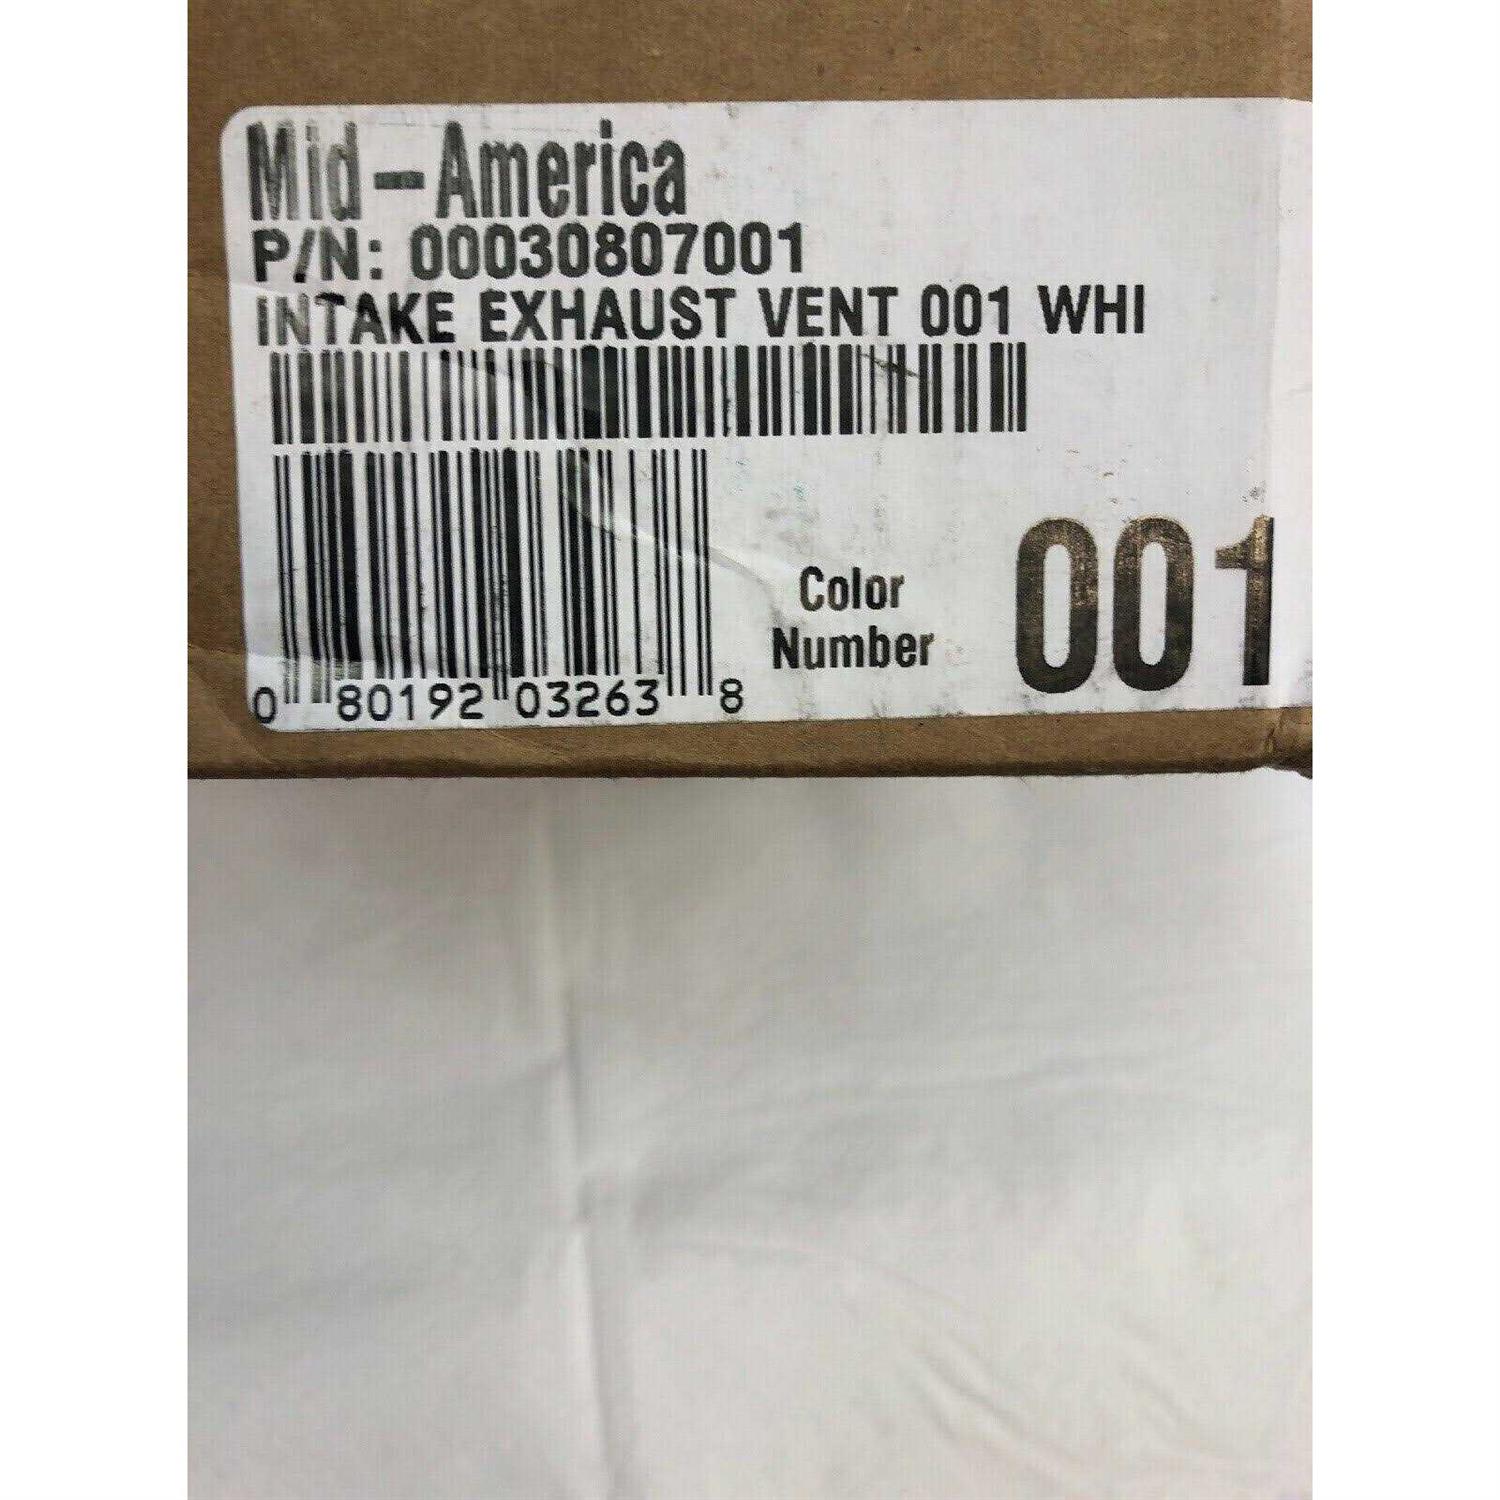 Mid-America
P/N: 00030807001
INTAKE EXHAUST VENT 001 WHI
Color
Number
001
0 80192 03263 8